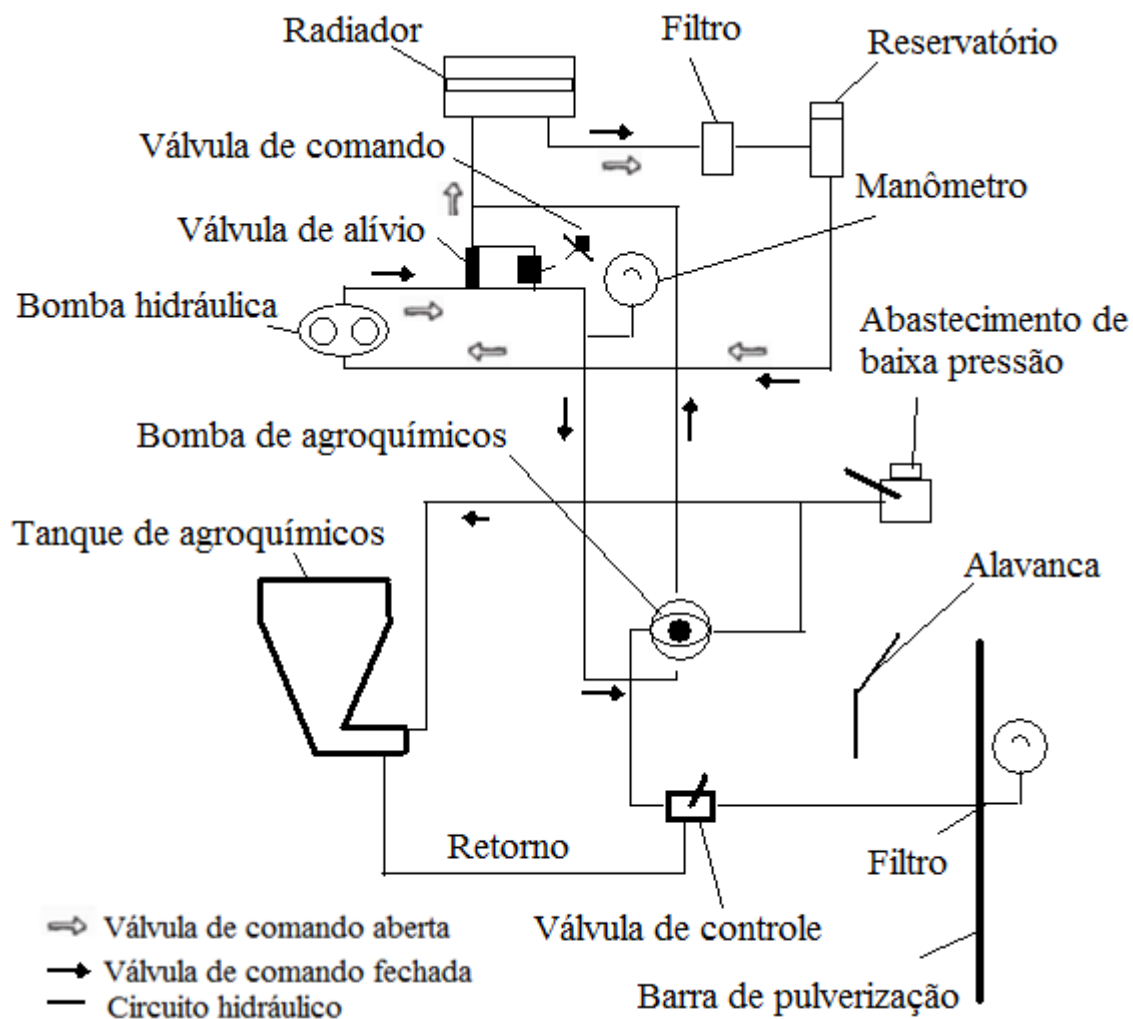 Radiador
Filtro
Reservatório
Válvula de comando
Manômetro
Válvula de alívio
Bomba hidráulica
Abastecimento de
baixa pressão
Bomba de agroquímicos
Tanque de agroquímicos
Alavanca
Retorno
Filtro
Válvula de controle
Válvula de comando aberta
Válvula de comando fechada
Circuito hidráulico
Barra de pulverização